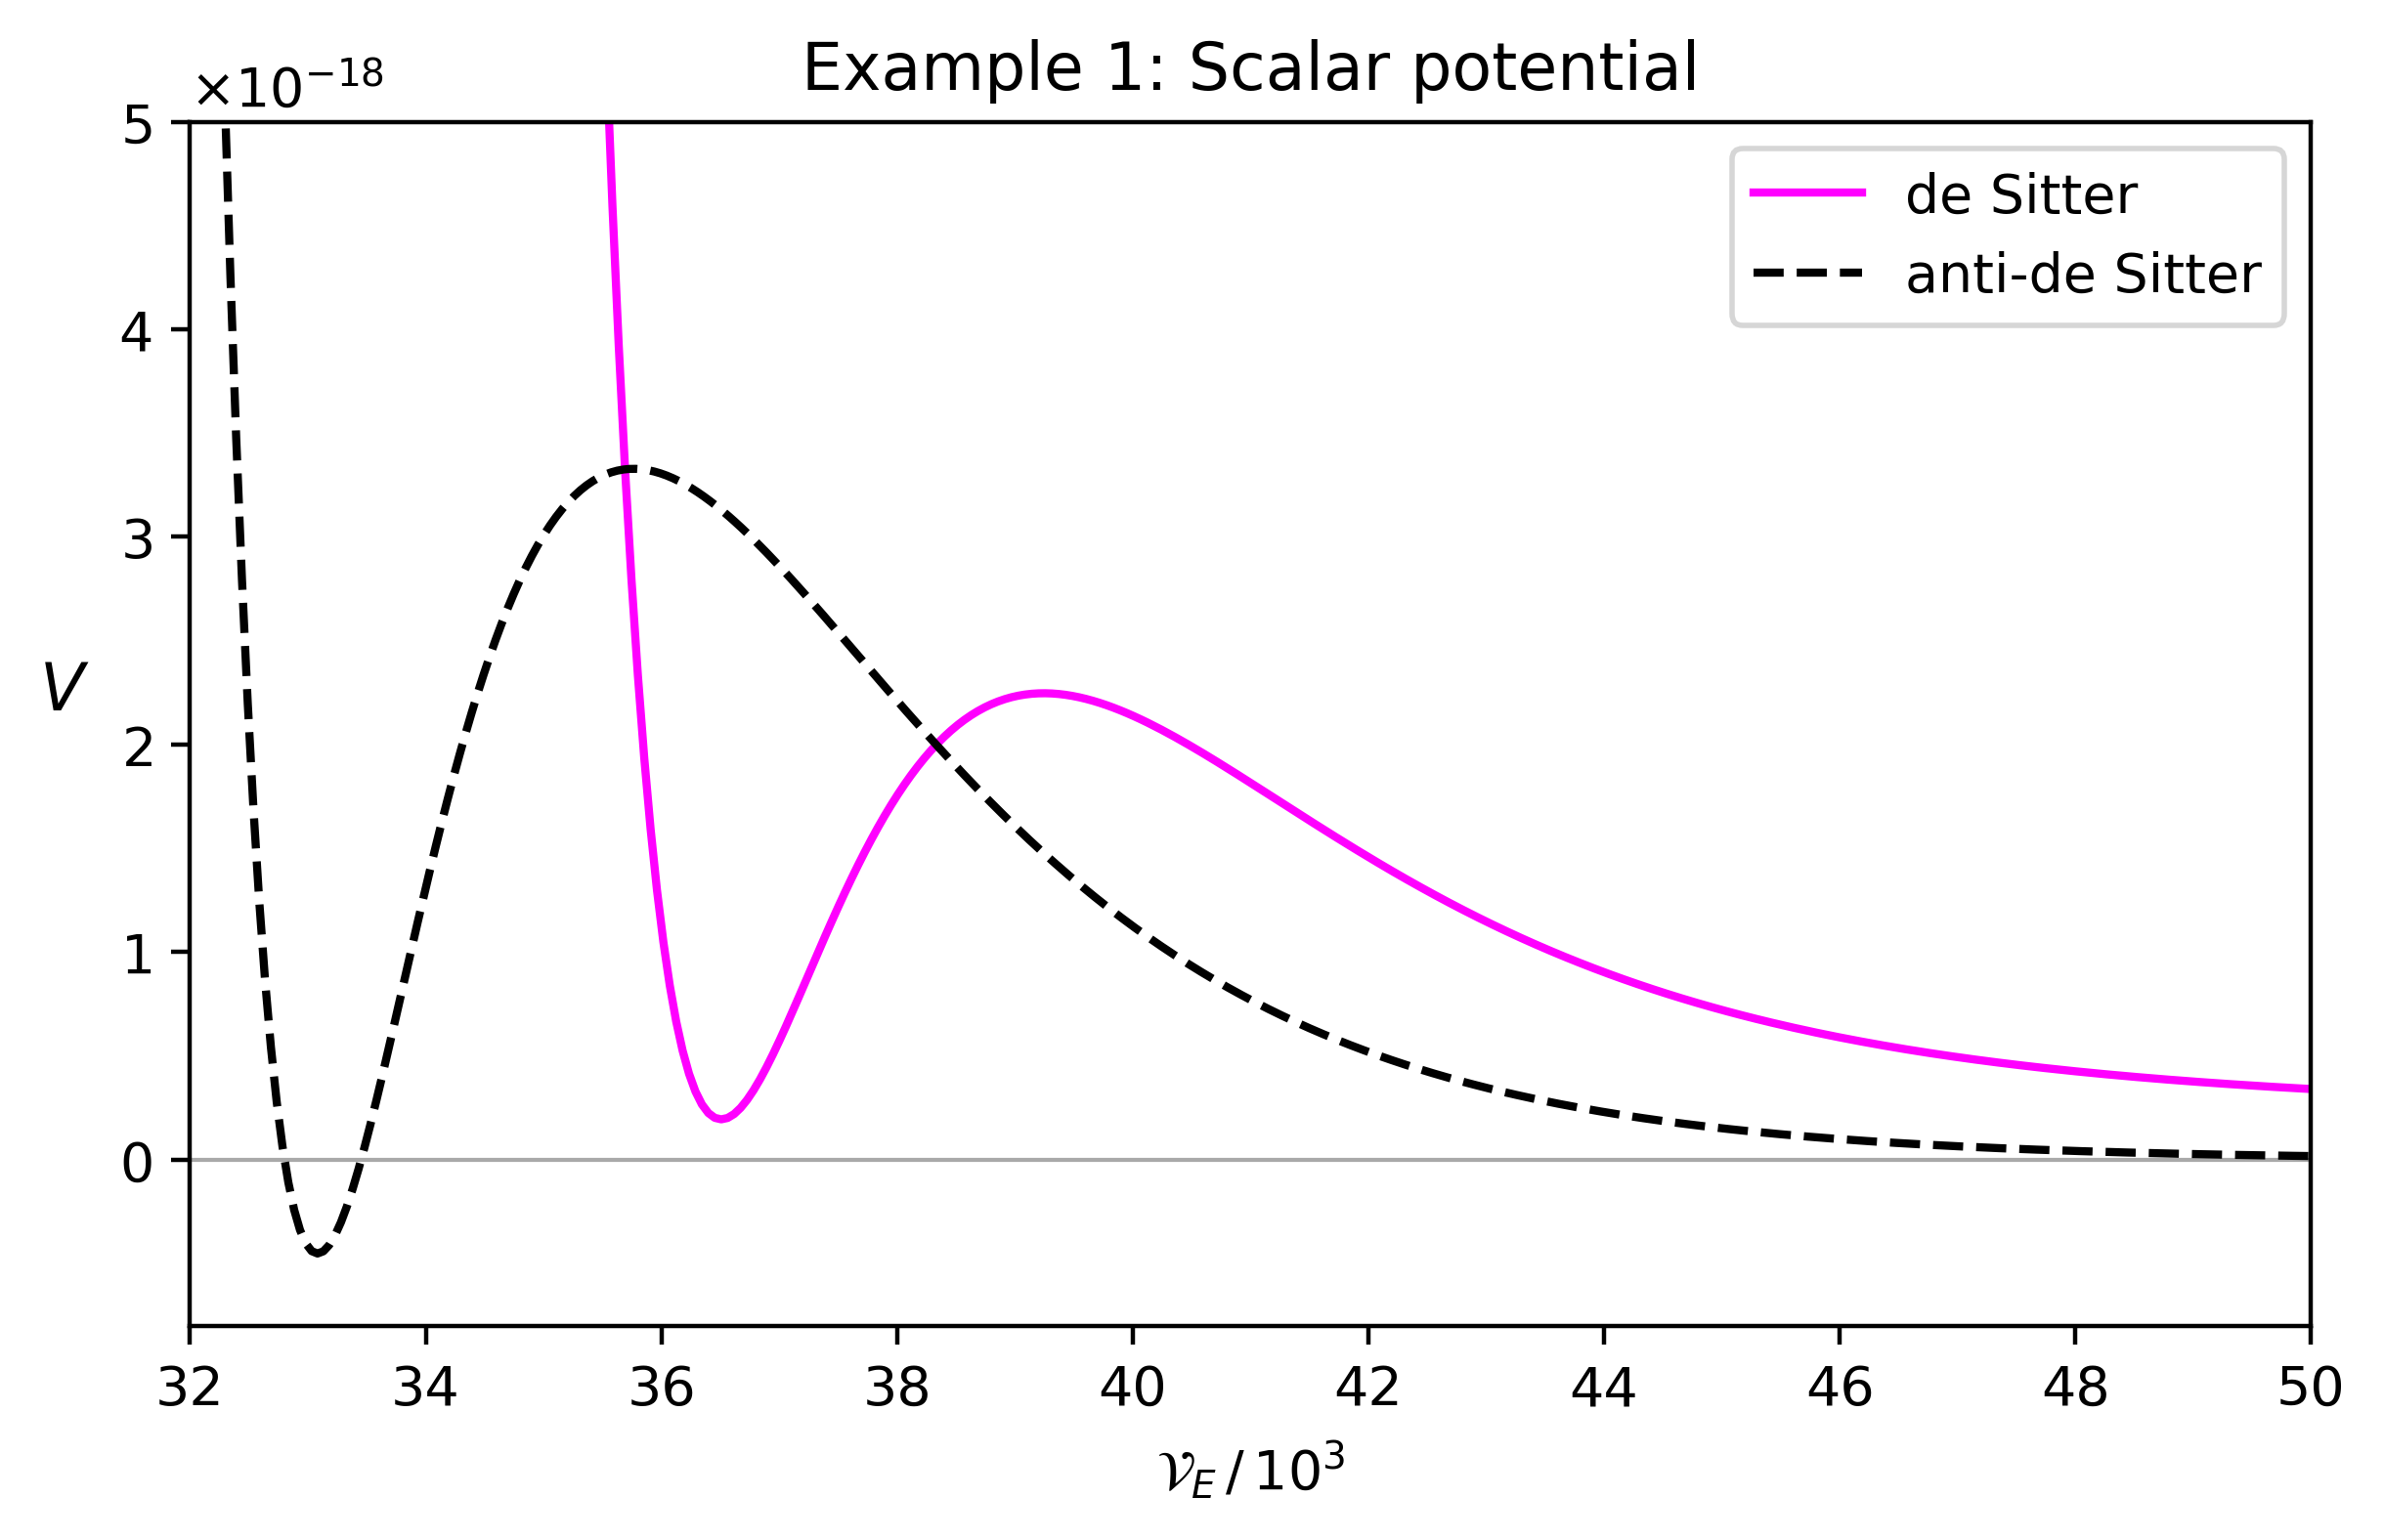 Example 1: Scalar potential
×10⁻¹⁸
5
4
3
2
1
0
V
de Sitter
anti-de Sitter
32 34 36 38 40 42 44 46 48 50
𝒱_E / 10³